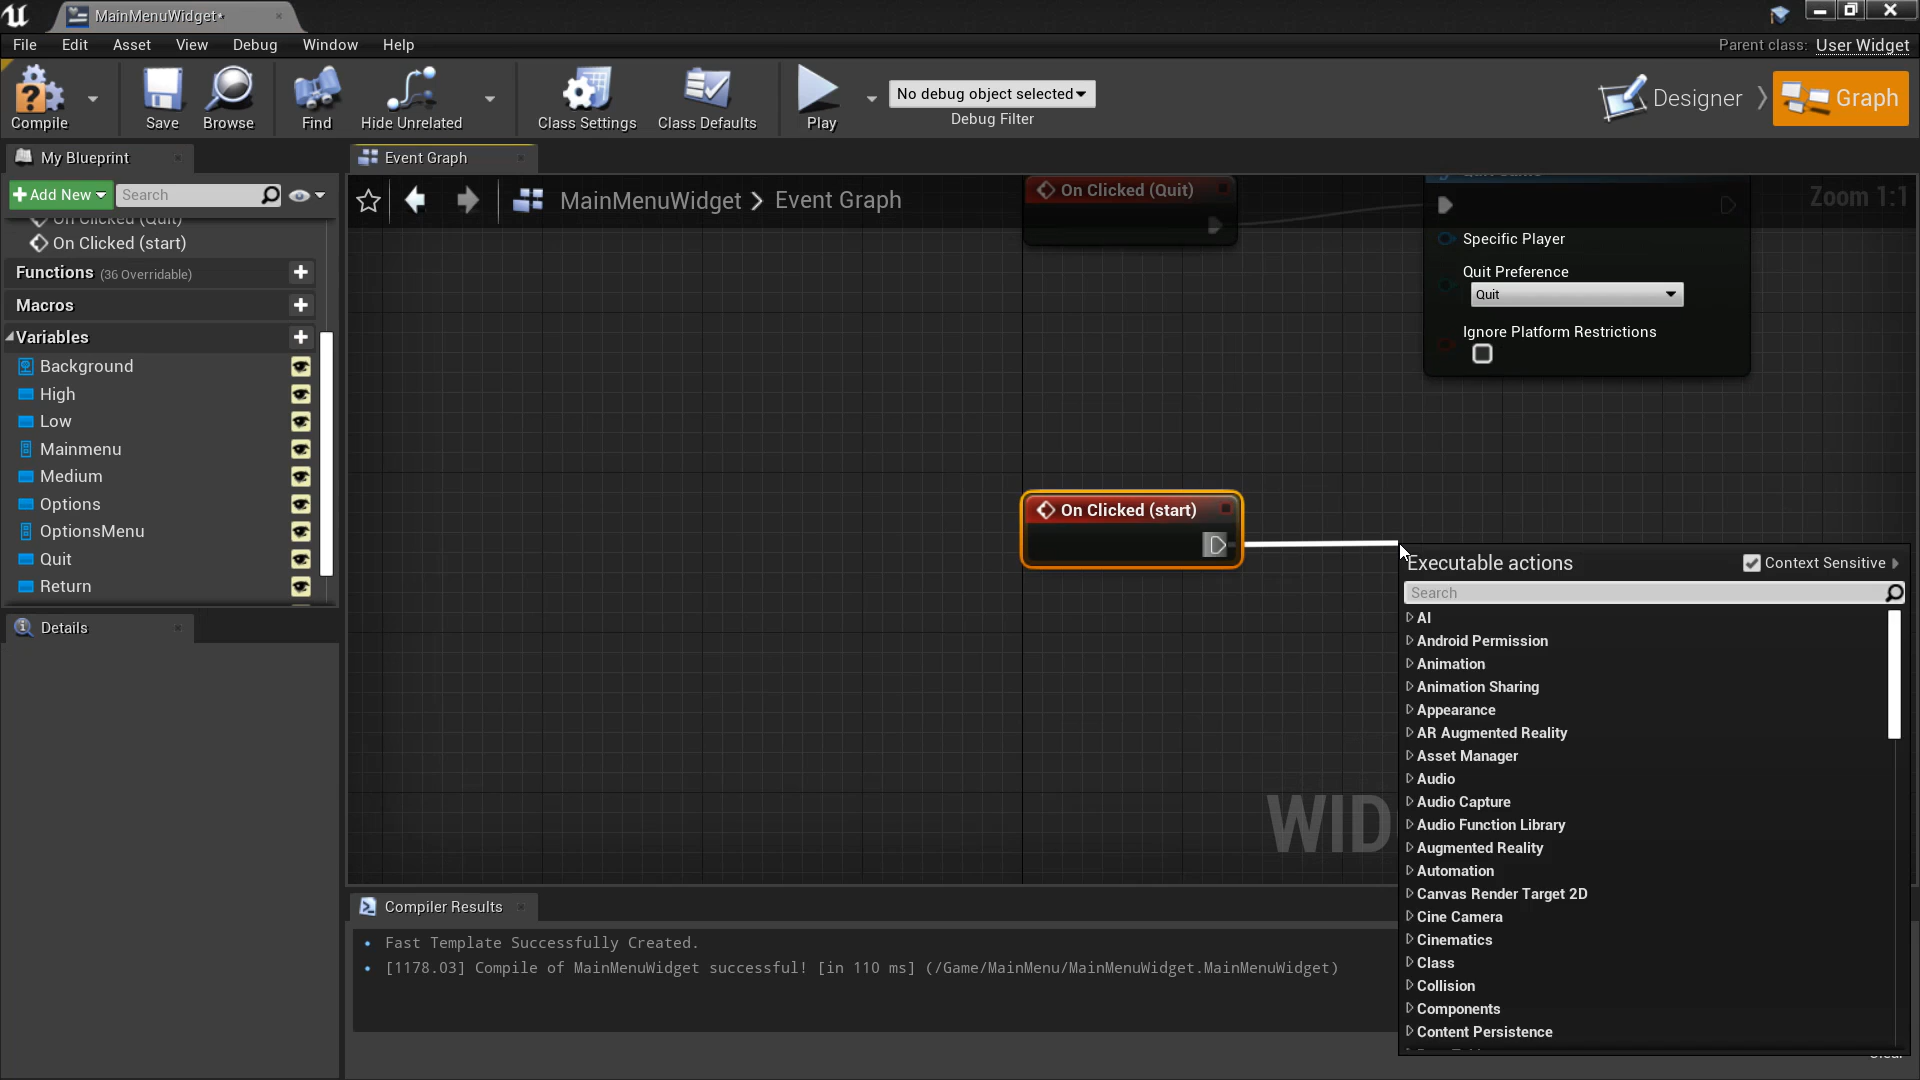 MainMenuWidget*
File Edit Asset View Debug Window Help
Parent class: User Widget
Compile
Save
Browse
Find
Hide Unrelated
Class Settings
Class Defaults
Play
No debug object selected
Debug Filter
Designer
Graph
My Blueprint
Add New
Search
On Clicked (Quit)
On Clicked (start)
Functions (36 Overridable)
Macros
Variables
Background
High
Low
Mainmenu
Medium
Options
OptionsMenu
Quit
Return
Details
Event Graph
MainMenuWidget > Event Graph
Zoom 1:1
On Clicked (Quit)
Specific Player
Quit Preference
Quit
Ignore Platform Restrictions
On Clicked (start)
WID
Executable actions
Context Sensitive
Search
AI
Android Permission
Animation
Animation Sharing
Appearance
AR Augmented Reality
Asset Manager
Audio
Audio Capture
Audio Function Library
Augmented Reality
Automation
Canvas Render Target 2D
Cine Camera
Cinematics
Class
Collision
Components
Content Persistence
Compiler Results
• Fast Template Successfully Created.
• [1178.03] Compile of MainMenuWidget successful! [in 110 ms] (/Game/MainMenu/MainMenuWidget.MainMenuWidget)
Clear